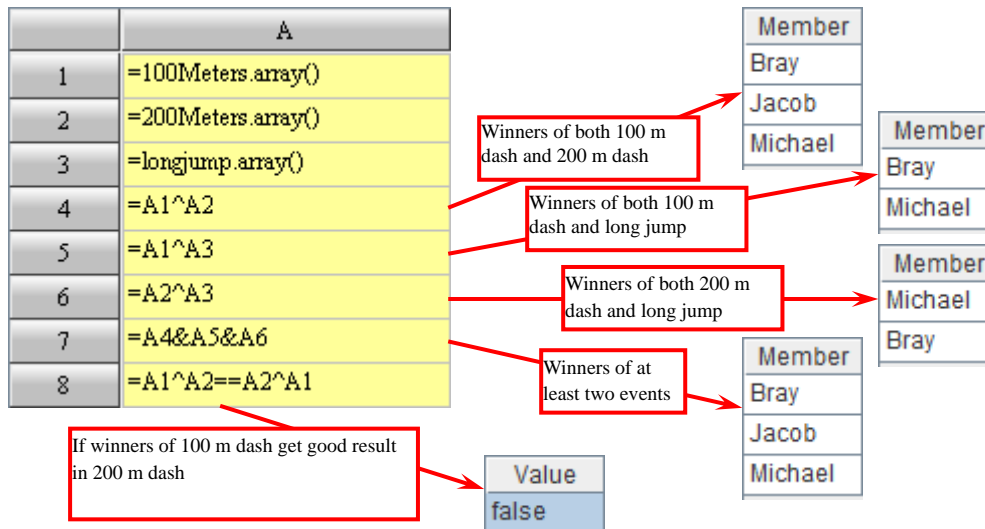 A
1 =100Meters.array()
2 =200Meters.array()
3 =longjump.array()
4 =A1^A2
5 =A1^A3
6 =A2^A3
7 =A4&A5&A6
8 =A1^A2==A2^A1
Winners of both 100 m
dash and 200 m dash
Member
Bray
Jacob
Michael
Winners of both 100 m
dash and long jump
Member
Bray
Michael
Winners of both 200 m
dash and long jump
Member
Michael
Bray
Winners of at
least two events
Member
Bray
Jacob
Michael
If winners of 100 m dash get good result
in 200 m dash
Value
false